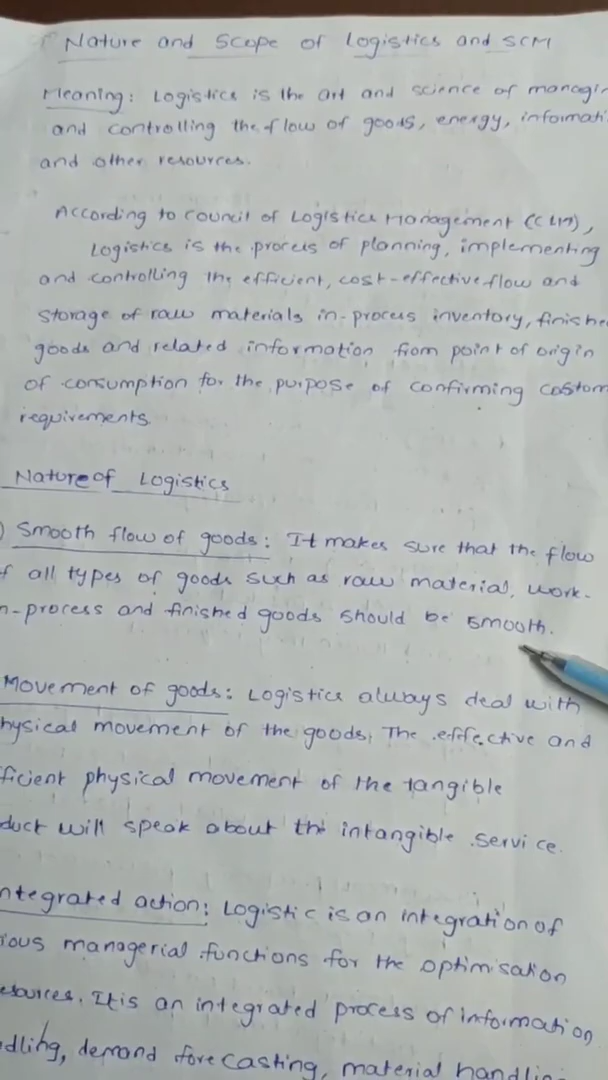 Nature and Scope of Logistics and SCM
Meaning: Logistics is the art and science of managin
and controlling the flow of goods, energy, informati
and other resources.
According to Council of Logistics Management (CLM),
Logistics is the process of planning, implementing
and controlling the efficient, cost-effective flow and
storage of raw materials in-process inventory, finishe
goods and related information from point of origin
of consumption for the purpose of confirming costom
requirements.
Nature of Logistics
) Smooth flow of goods: It makes sure that the flow
f all types of goods such as raw material, work-
n-process and finished goods should be smooth.
Movement of goods: Logistics always deal with
hysical movement of the goods. The effective and
ficient physical movement of the tangible
duct will speak about the intangible service.
ntegrated action: Logistic is an integration of
ious managerial functions for the optimisation
esources. It is an integrated process of information
dling, demand forecasting, material handlin